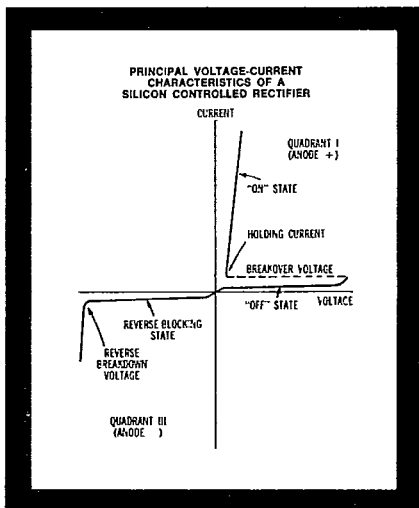 PRINCIPAL VOLTAGE-CURRENT
CHARACTERISTICS OF A
SILICON CONTROLLED RECTIFIER
CURRENT
QUADRANT I
(ANODE +)
"ON" STATE
HOLDING CURRENT
BREAKOVER VOLTAGE
VOLTAGE
"OFF" STATE
REVERSE BLOCKING
STATE
REVERSE
BREAKDOWN
VOLTAGE
QUADRANT III
(ANODE )